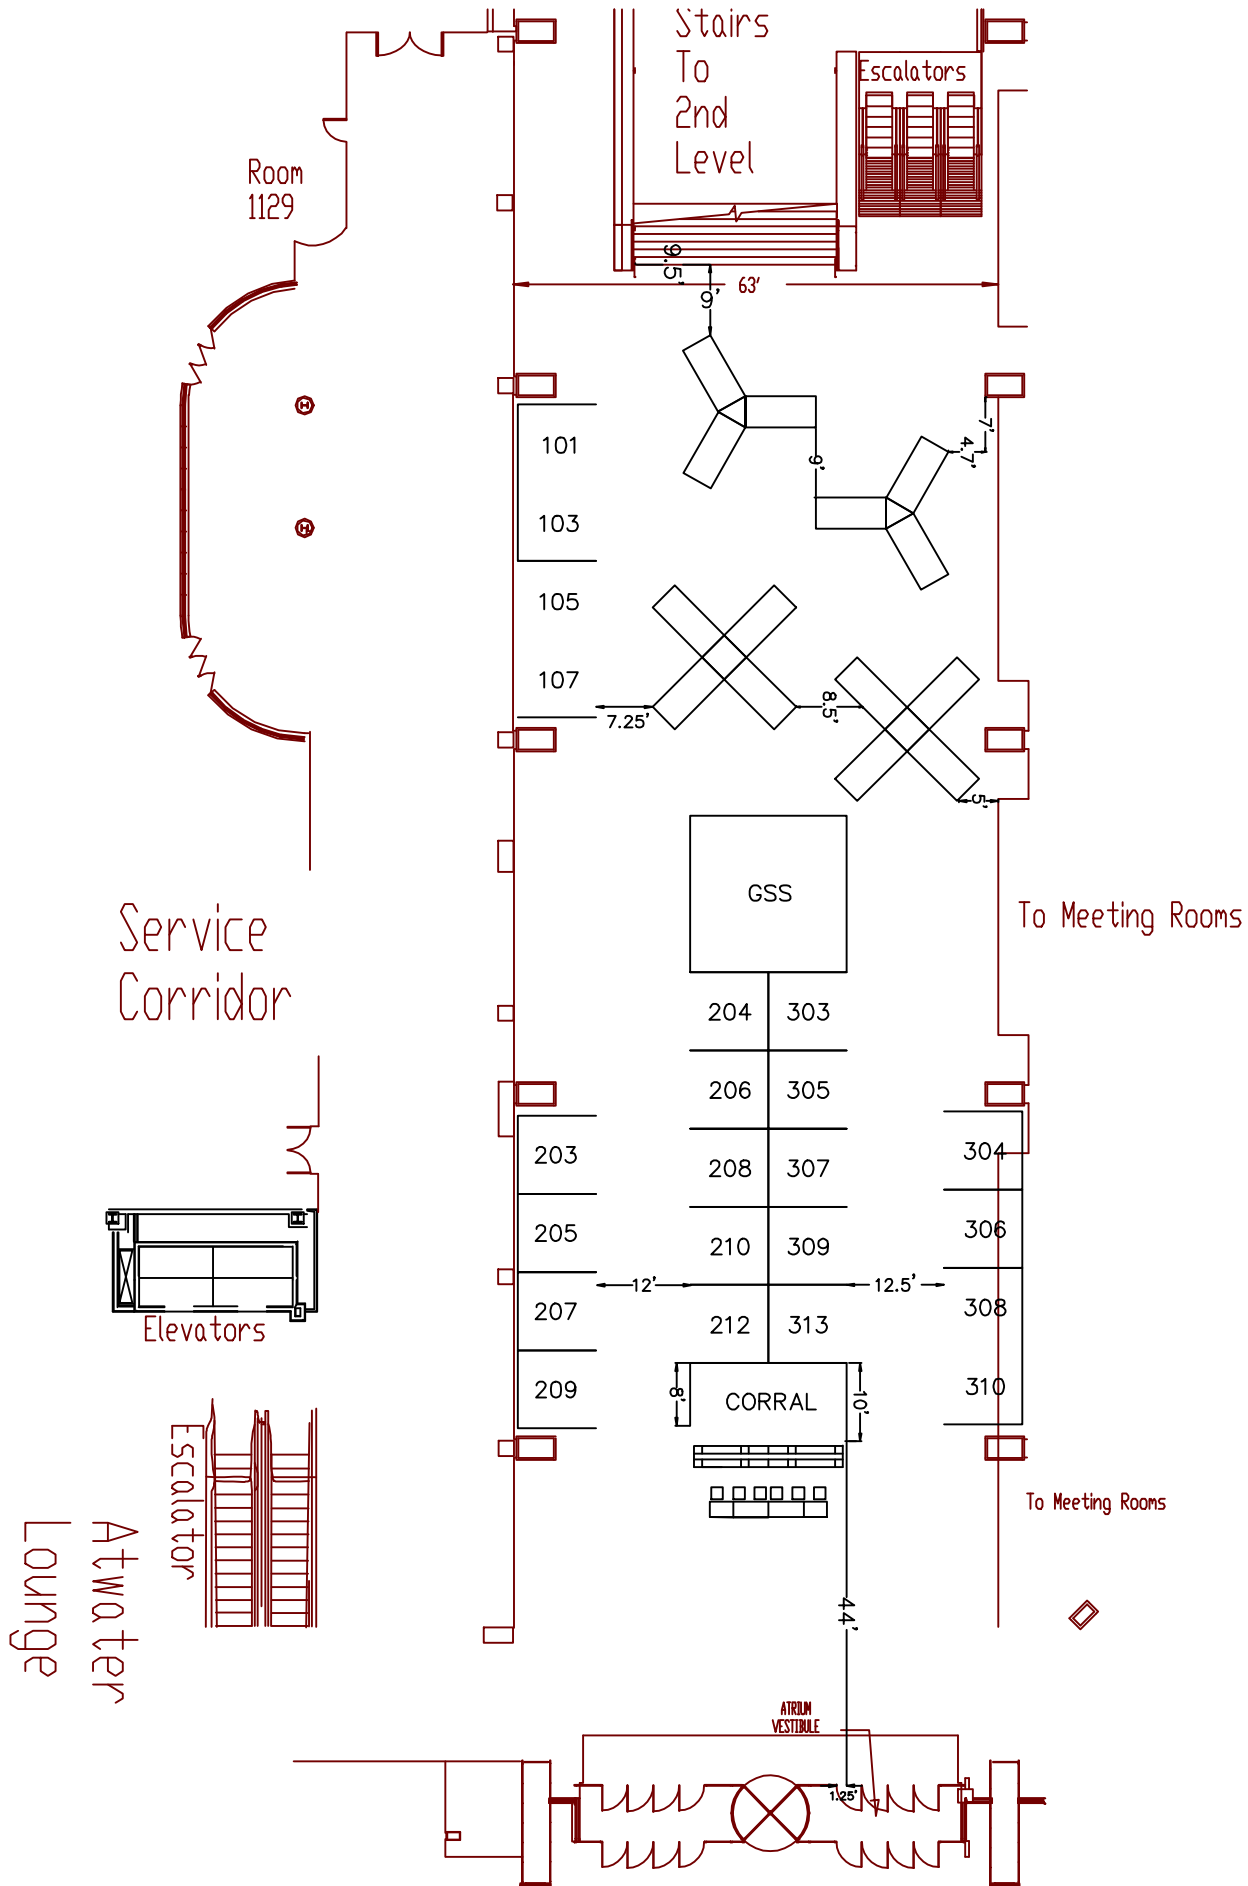 Stairs
To
2nd
Level
Escalators
Room
1129
9.5'
9'
63'
101
103
105
107
9'
7'
4.7'
7.25'
8.5'
5'
GSS
To Meeting Rooms
Service
Corridor
204 303
206 305
208 307
210 309
212 313
203
205
207
209
304
306
308
310
12'
12.5'
Elevators
8'
CORRAL
10'
Escalator
Atwater
Lounge
To Meeting Rooms
44'
ATRIUM
VESTIBULE
1.25'